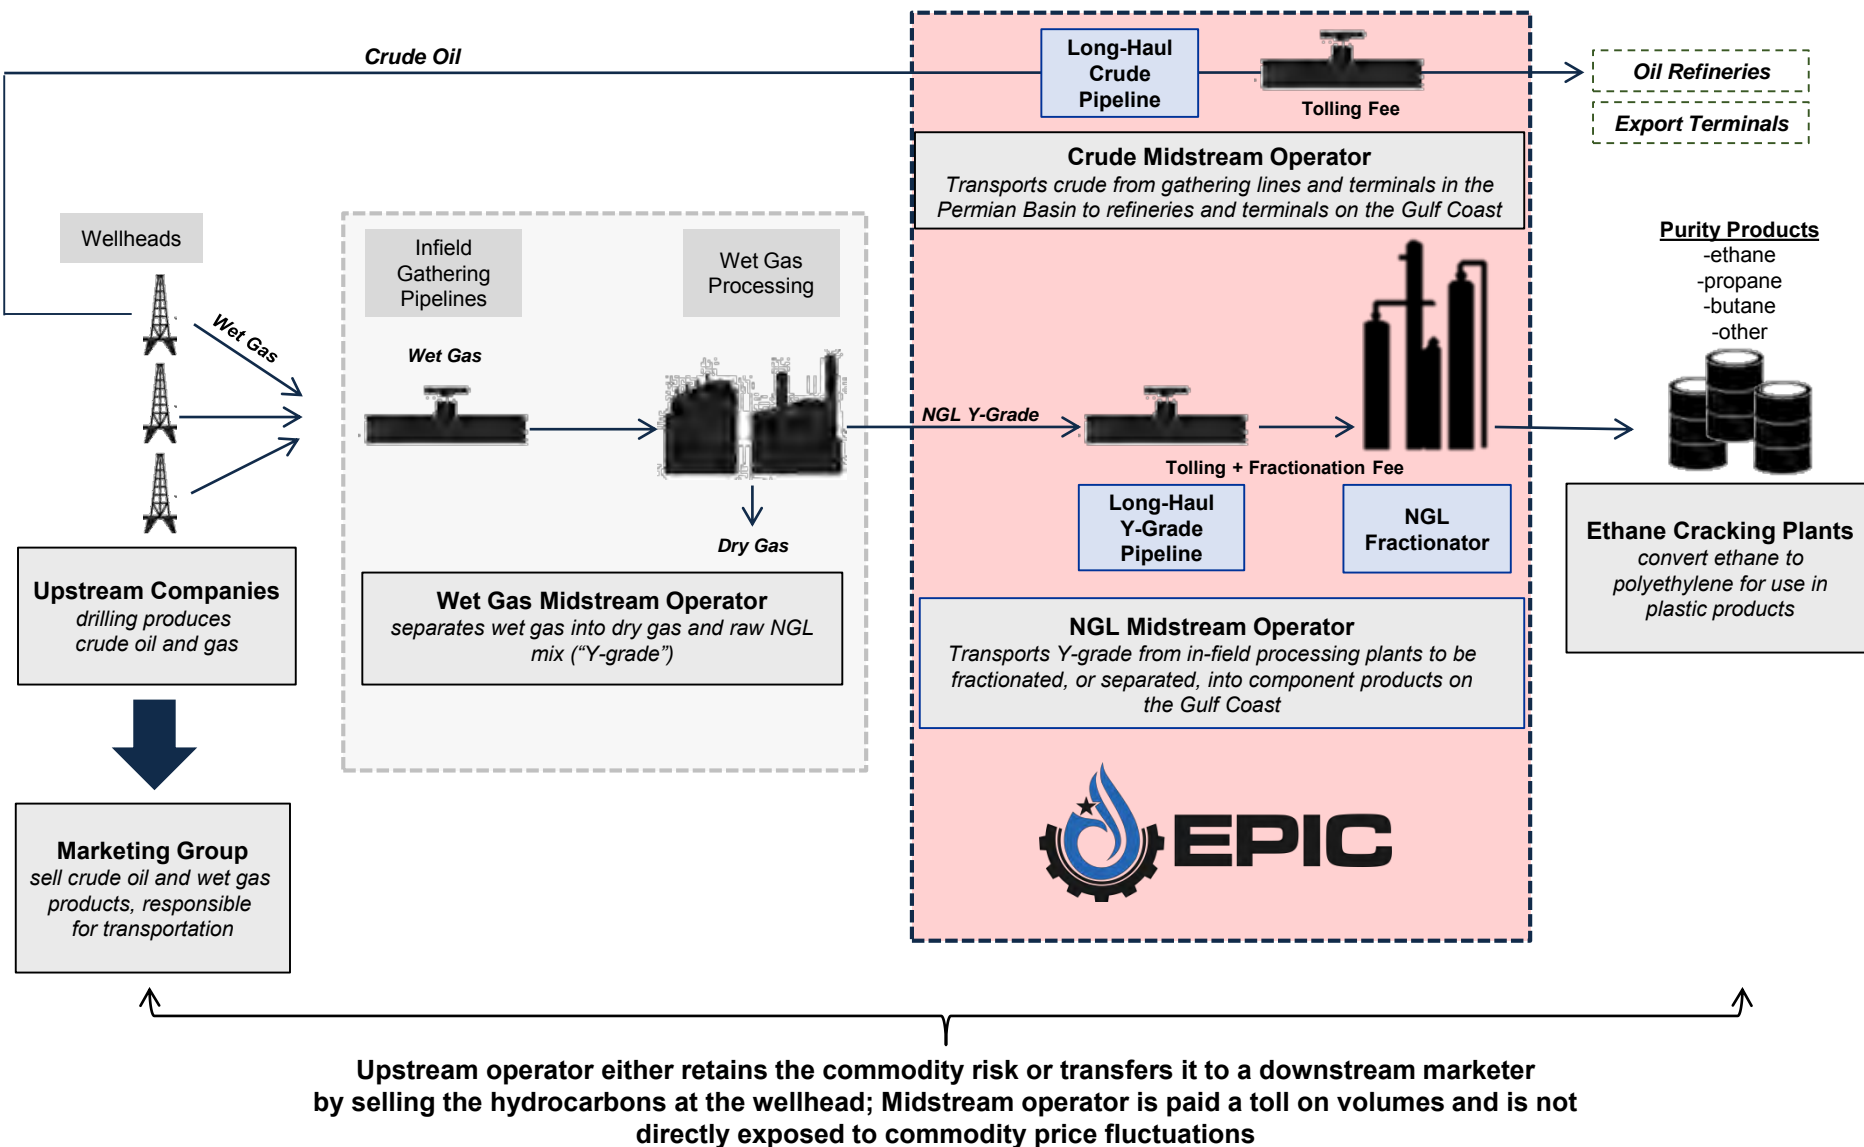 Crude Oil
Long-Haul
Crude
Pipeline
Tolling Fee
Oil Refineries
Export Terminals
Crude Midstream Operator
Transports crude from gathering lines and terminals in the
Permian Basin to refineries and terminals on the Gulf Coast
Wellheads
Wet Gas
Infield
Gathering
Pipelines
Wet Gas
Processing
Wet Gas
Dry Gas
NGL Y-Grade
Tolling + Fractionation Fee
Long-Haul
Y-Grade
Pipeline
NGL
Fractionator
Purity Products
-ethane
-propane
-butane
-other
Upstream Companies
drilling produces
crude oil and gas
Wet Gas Midstream Operator
separates wet gas into dry gas and raw NGL
mix (“Y-grade”)
NGL Midstream Operator
Transports Y-grade from in-field processing plants to be
fractionated, or separated, into component products on
the Gulf Coast
Ethane Cracking Plants
convert ethane to
polyethylene for use in
plastic products
Marketing Group
sell crude oil and wet gas
products, responsible
for transportation
EPIC
Upstream operator either retains the commodity risk or transfers it to a downstream marketer
by selling the hydrocarbons at the wellhead; Midstream operator is paid a toll on volumes and is not
directly exposed to commodity price fluctuations